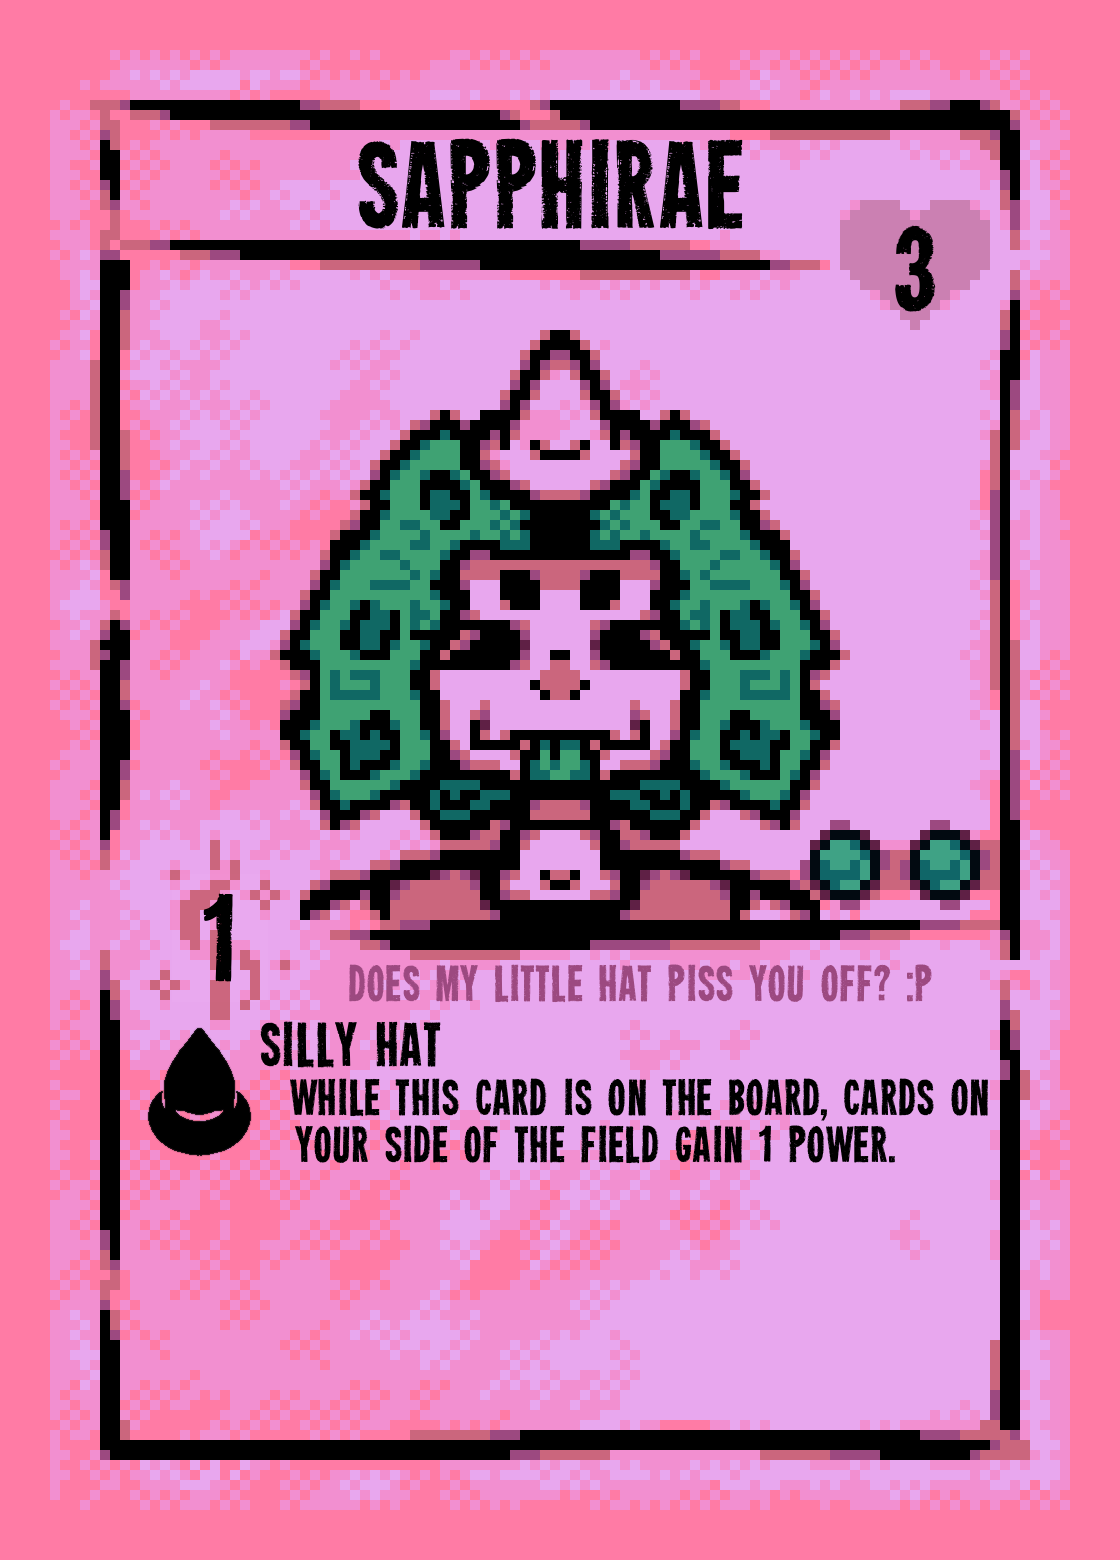 SAPPHIRAE
3
1
DOES MY LITTLE HAT PISS YOU OFF? :P
SILLY HAT
WHILE THIS CARD IS ON THE BOARD, CARDS ON
YOUR SIDE OF THE FIELD GAIN 1 POWER.